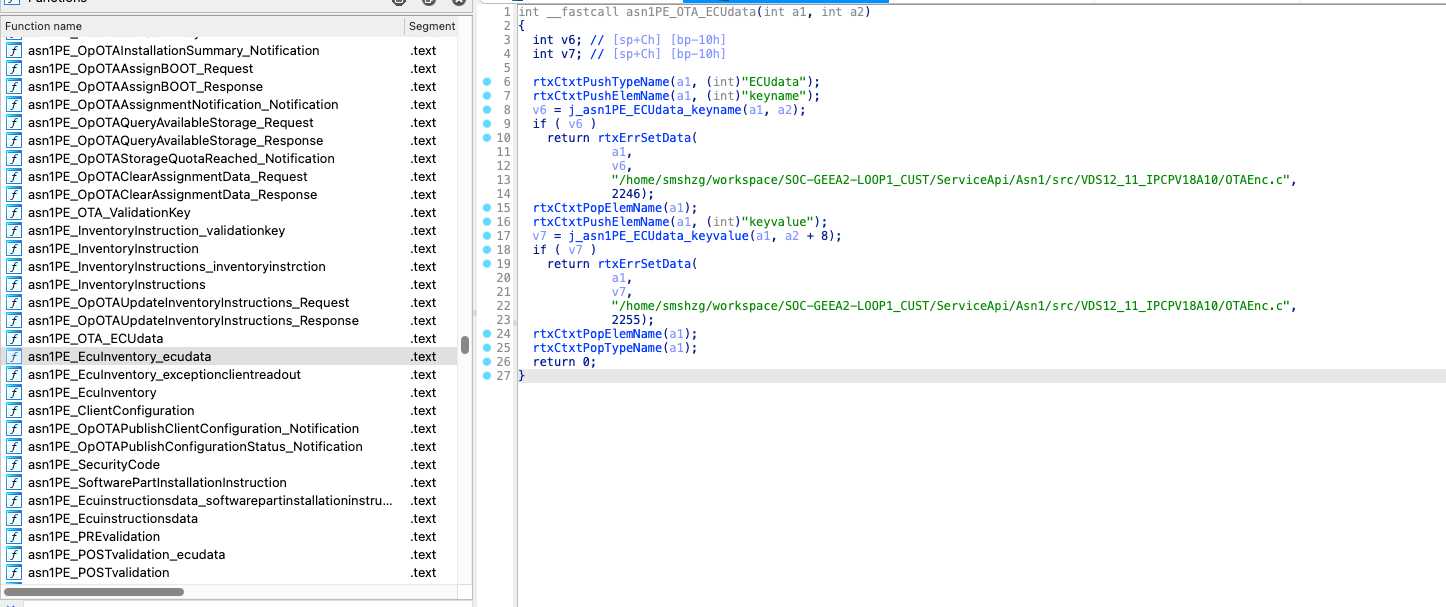 Functions
Function name Segment
asn1PE_OpOTAInstallationSummary_Notification .text
asn1PE_OpOTAAssignBOOT_Request .text
asn1PE_OpOTAAssignBOOT_Response .text
asn1PE_OpOTAAssignmentNotification_Notification .text
asn1PE_OpOTAQueryAvailableStorage_Request .text
asn1PE_OpOTAQueryAvailableStorage_Response .text
asn1PE_OpOTAStorageQuotaReached_Notification .text
asn1PE_OpOTAClearAssignmentData_Request .text
asn1PE_OpOTAClearAssignmentData_Response .text
asn1PE_OTA_ValidationKey .text
asn1PE_InventoryInstruction_validationkey .text
asn1PE_InventoryInstruction .text
asn1PE_InventoryInstructions_inventoryinstrction .text
asn1PE_InventoryInstructions .text
asn1PE_OpOTAUpdateInventoryInstructions_Request .text
asn1PE_OpOTAUpdateInventoryInstructions_Response .text
asn1PE_OTA_ECUdata .text
asn1PE_EcuInventory_ecudata .text
asn1PE_EcuInventory_exceptionclientreadout .text
asn1PE_EcuInventory .text
asn1PE_ClientConfiguration .text
asn1PE_OpOTAPublishClientConfiguration_Notification .text
asn1PE_OpOTAPublishConfigurationStatus_Notification .text
asn1PE_SecurityCode .text
asn1PE_SoftwarePartInstallationInstruction .text
asn1PE_Ecuinstructionsdata_softwarepartinstallationinstru... .text
asn1PE_Ecuinstructionsdata .text
asn1PE_PREvalidation .text
asn1PE_POSTvalidation_ecudata .text
asn1PE_POSTvalidation .text
1 int __fastcall asn1PE_OTA_ECUdata(int a1, int a2)
2 {
3 int v6; // [sp+Ch] [bp-10h]
4 int v7; // [sp+Ch] [bp-10h]
5
6 rtxCtxtPushTypeName(a1, (int)"ECUdata");
7 rtxCtxtPushElemName(a1, (int)"keyname");
8 v6 = j_asn1PE_ECUdata_keyname(a1, a2);
9 if ( v6 )
10 return rtxErrSetData(
11 a1,
12 v6,
13 "/home/smshzg/workspace/SOC-GEEA2-LOOP1_CUST/ServiceApi/Asn1/src/VDS12_11_IPCPV18A10/OTAEnc.c",
14 2246);
15 rtxCtxtPopElemName(a1);
16 rtxCtxtPushElemName(a1, (int)"keyvalue");
17 v7 = j_asn1PE_ECUdata_keyvalue(a1, a2 + 8);
18 if ( v7 )
19 return rtxErrSetData(
20 a1,
21 v7,
22 "/home/smshzg/workspace/SOC-GEEA2-LOOP1_CUST/ServiceApi/Asn1/src/VDS12_11_IPCPV18A10/OTAEnc.c",
23 2255);
24 rtxCtxtPopElemName(a1);
25 rtxCtxtPopTypeName(a1);
26 return 0;
27 }